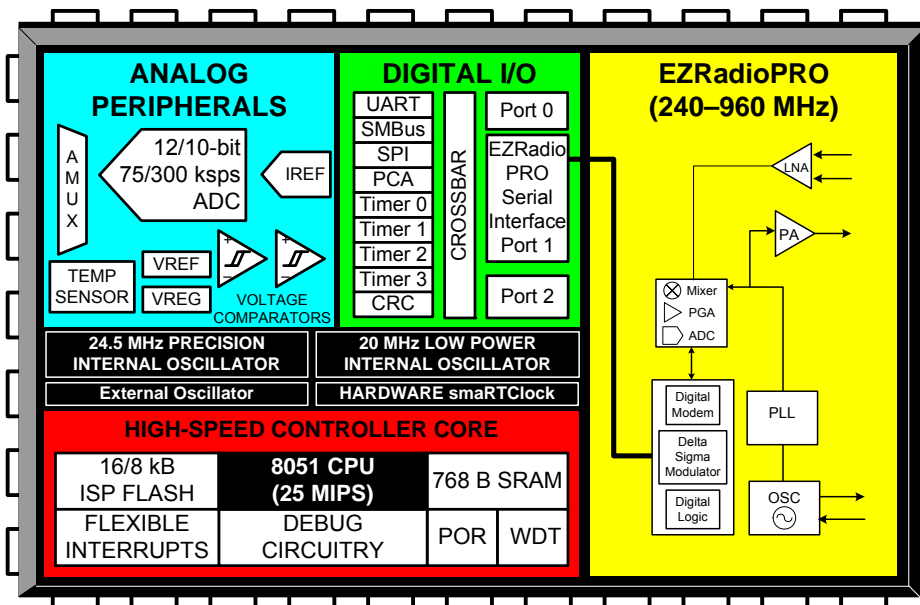 ANALOG
PERIPHERALS
A
M
U
X
12/10-bit
75/300 ksps
ADC
IREF
TEMP
SENSOR
VREF
VREG
+
–
+
–
VOLTAGE
COMPARATORS
DIGITAL I/O
UART
SMBus
SPI
PCA
Timer 0
Timer 1
Timer 2
Timer 3
CRC
CROSSBAR
Port 0
EZRadio
PRO
Serial
Interface
Port 1
Port 2
EZRadioPRO
(240–960 MHz)
LNA
PA
Mixer
PGA
ADC
Digital
Modem
Delta
Sigma
Modulator
Digital
Logic
PLL
OSC
24.5 MHz PRECISION
INTERNAL OSCILLATOR
20 MHz LOW POWER
INTERNAL OSCILLATOR
External Oscillator
HARDWARE smaRTClock
HIGH-SPEED CONTROLLER CORE
16/8 kB
ISP FLASH
8051 CPU
(25 MIPS)
768 B SRAM
FLEXIBLE
INTERRUPTS
DEBUG
CIRCUITRY
POR
WDT